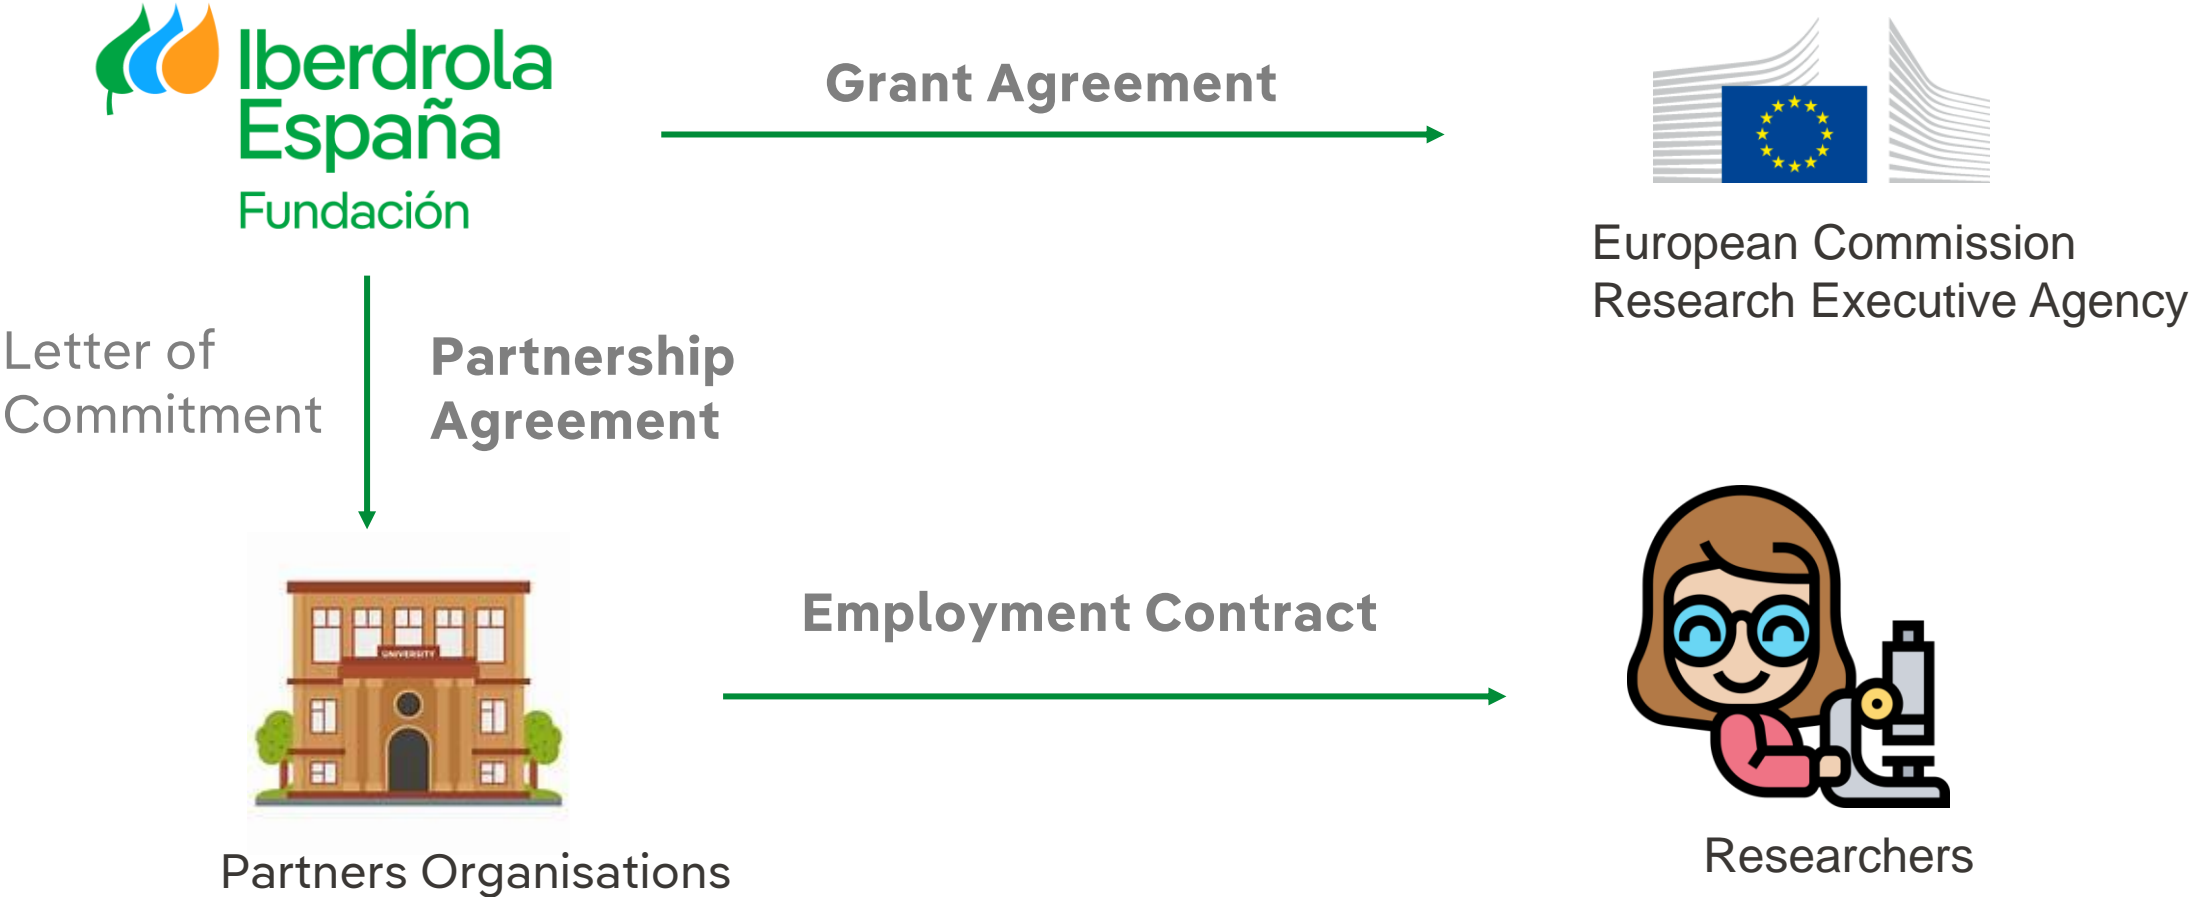 Iberdrola
España
Fundación
Grant Agreement
European Commission
Research Executive Agency
Letter of
Commitment
Partnership
Agreement
UNIVERSITY
Employment Contract
Partners Organisations
Researchers